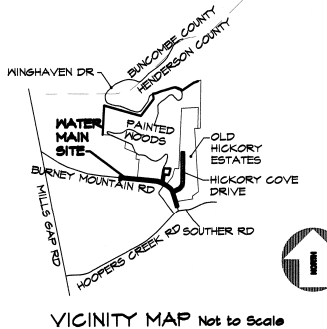 BUNCOMBE COUNTY
HENDERSON COUNTY
WINGHAVEN DR
WATER
MAIN
SITE
PAINTED
WOODS
OLD
HICKORY
ESTATES
BURNEY MOUNTAIN RD
P
HICKORY COVE
DRIVE
MILLS GAP RD
HOOPERS CREEK RD
SOUTHER RD
NORTH
VICINITY MAP Not to Scale